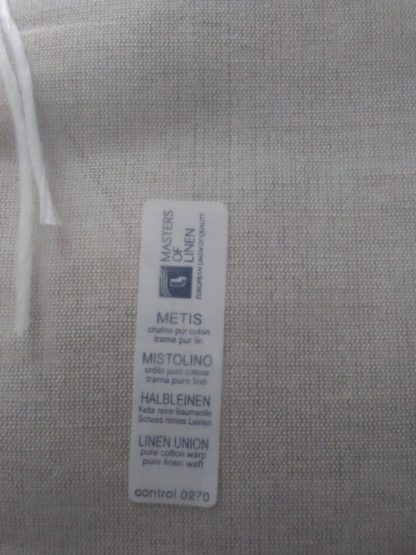 MASTERS
OF
LINEN
EUROPEAN LINEN OF QUALITY
METIS
chaîne pur coton
trame pur lin
MISTOLINO
ordito puro cotone
trama puro lino
HALBLEINEN
Kette reine Baumwolle
Schuss reines Leinen
LINEN UNION
pure cotton warp
pure linen weft
control 0270